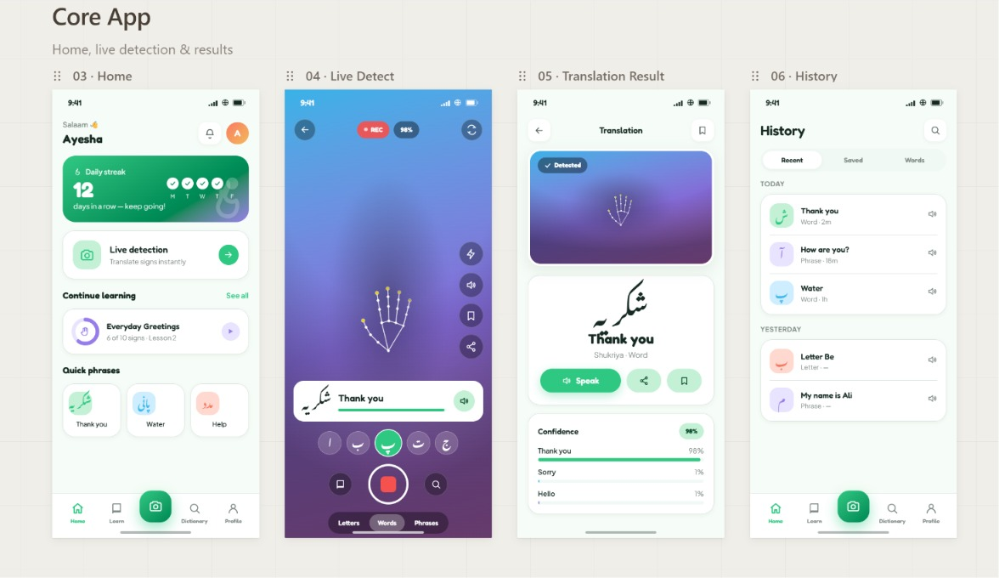 Core App
Home, live detection & results
03 · Home
9:41
Salaam
Ayesha
A
Daily streak
12
days in a row — keep going!
M T W T F
Live detection
Translate signs instantly
Continue learning
See all
Everyday Greetings
6 of 10 signs · Lesson 2
Quick phrases
شکریہ
Thank you
پانی
Water
مدد
Help
Home
Learn
Dictionary
Profile
04 · Live Detect
9:41
REC
98%
شکریہ
Thank you
ا ب پ ت ج
Letters
Words
Phrases
05 · Translation Result
9:41
Translation
Detected
شکریہ
Thank you
Shukriya · Word
Speak
Confidence
98%
Thank you 98%
Sorry 1%
Hello 1%
06 · History
9:41
History
Recent
Saved
Words
TODAY
ش
Thank you
Word · 2m
آ
How are you?
Phrase · 18m
پ
Water
Word · 1h
YESTERDAY
ب
Letter Be
Letter · —
م
My name is Ali
Phrase · —
Home
Learn
Dictionary
Profile